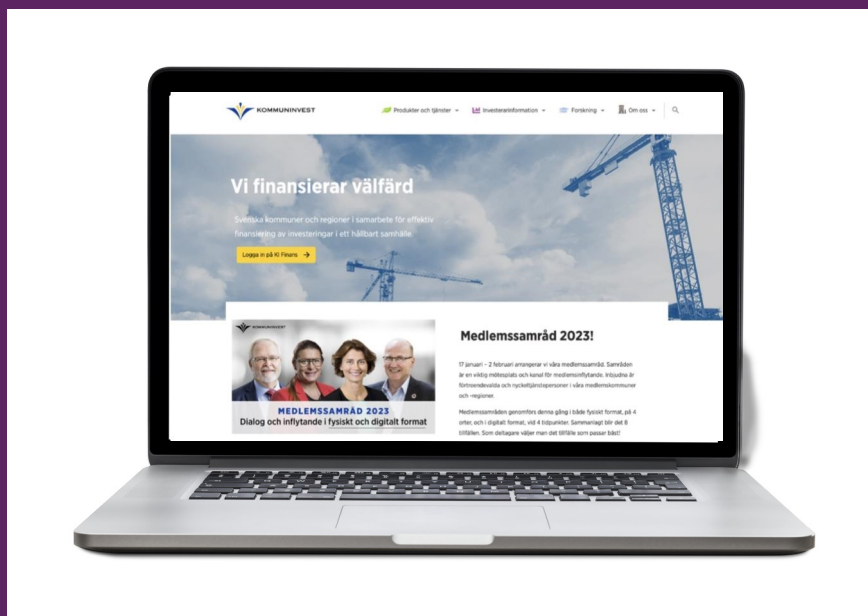 KOMMUNINVEST
Produkter och tjänster
Investerarinformation
Forskning
Om oss
Vi finansierar välfärd
Svenska kommuner och regioner i samarbete för effektiv
finansiering av investeringar i ett hållbart samhälle
Logga in på KI Finans →
KOMMUNINVEST
MEDLEMSSAMRÅD 2023
Dialog och inflytande i fysiskt och digitalt format
Medlemssamråd 2023!
17 januari – 2 februari arrangerar vi våra medlemssamråd. Samråden
är en viktig mötesplats och kanal för medlemsinflytande. Inbjudna är
förtroendevalda och nyckeltjänstepersoner i våra medlemskommuner
och -regioner.
Medlemssamråden genomförs denna gång i både fysiskt format, på 4
orter, och i digitalt format, vid 4 tidpunkter. Sammanlagt blir det 8
tillfällen. Som deltagare väljer man det tillfälle som passar bäst!